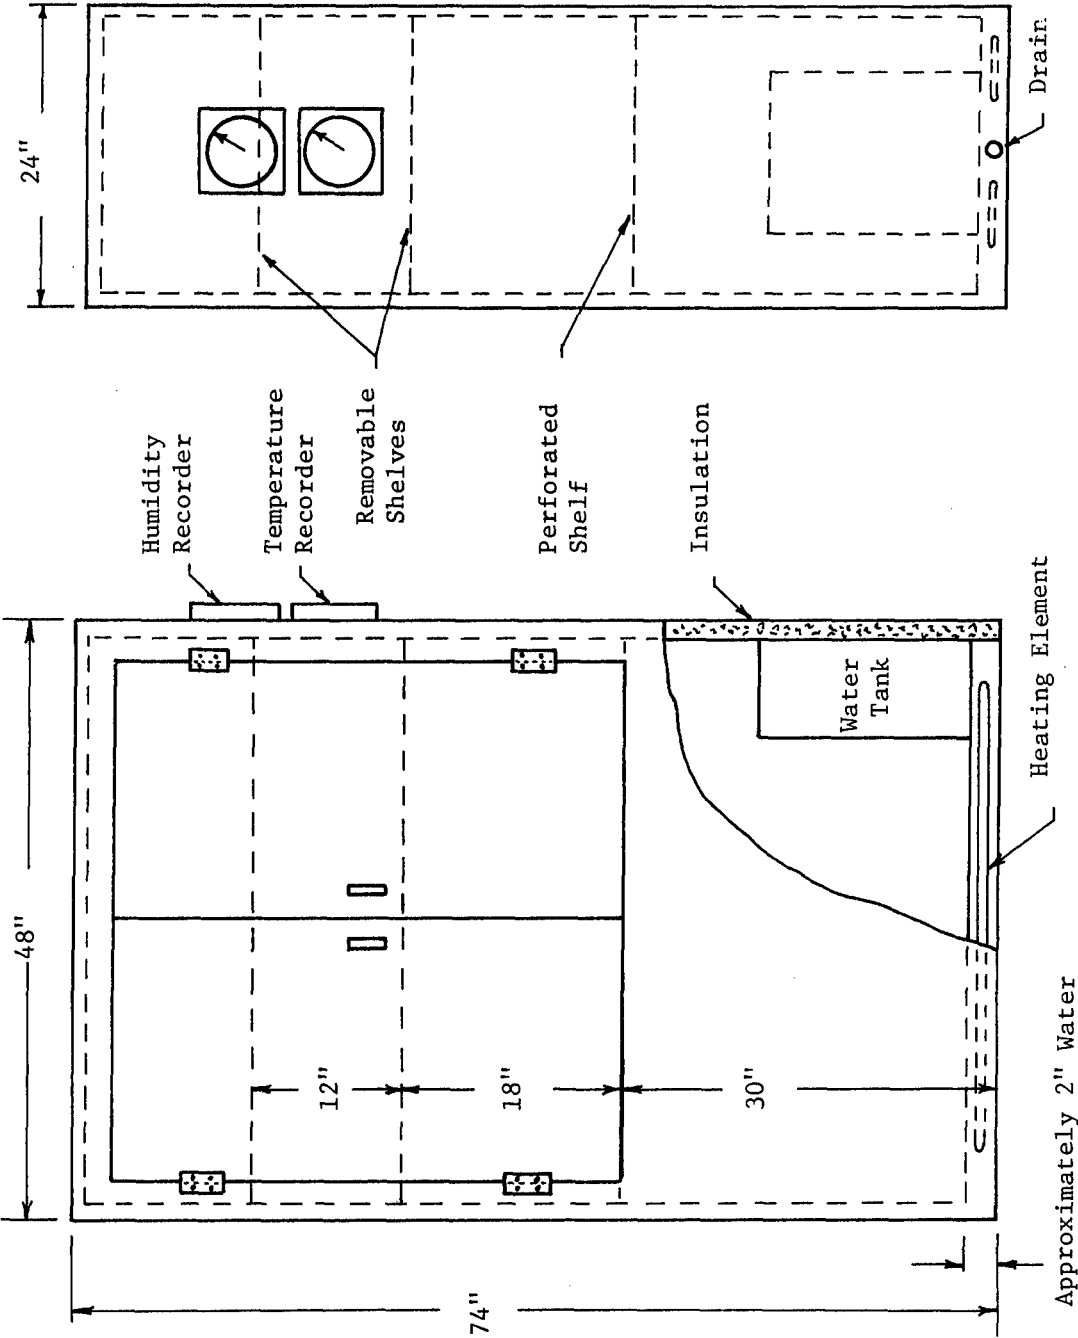 24"
Drain
Humidity
Recorder
Temperature
Recorder
Removable
Shelves
Perforated
Shelf
Insulation
Heating Element
Water
Tank
48"
12"
18"
30"
74"
Approximately 2" Water